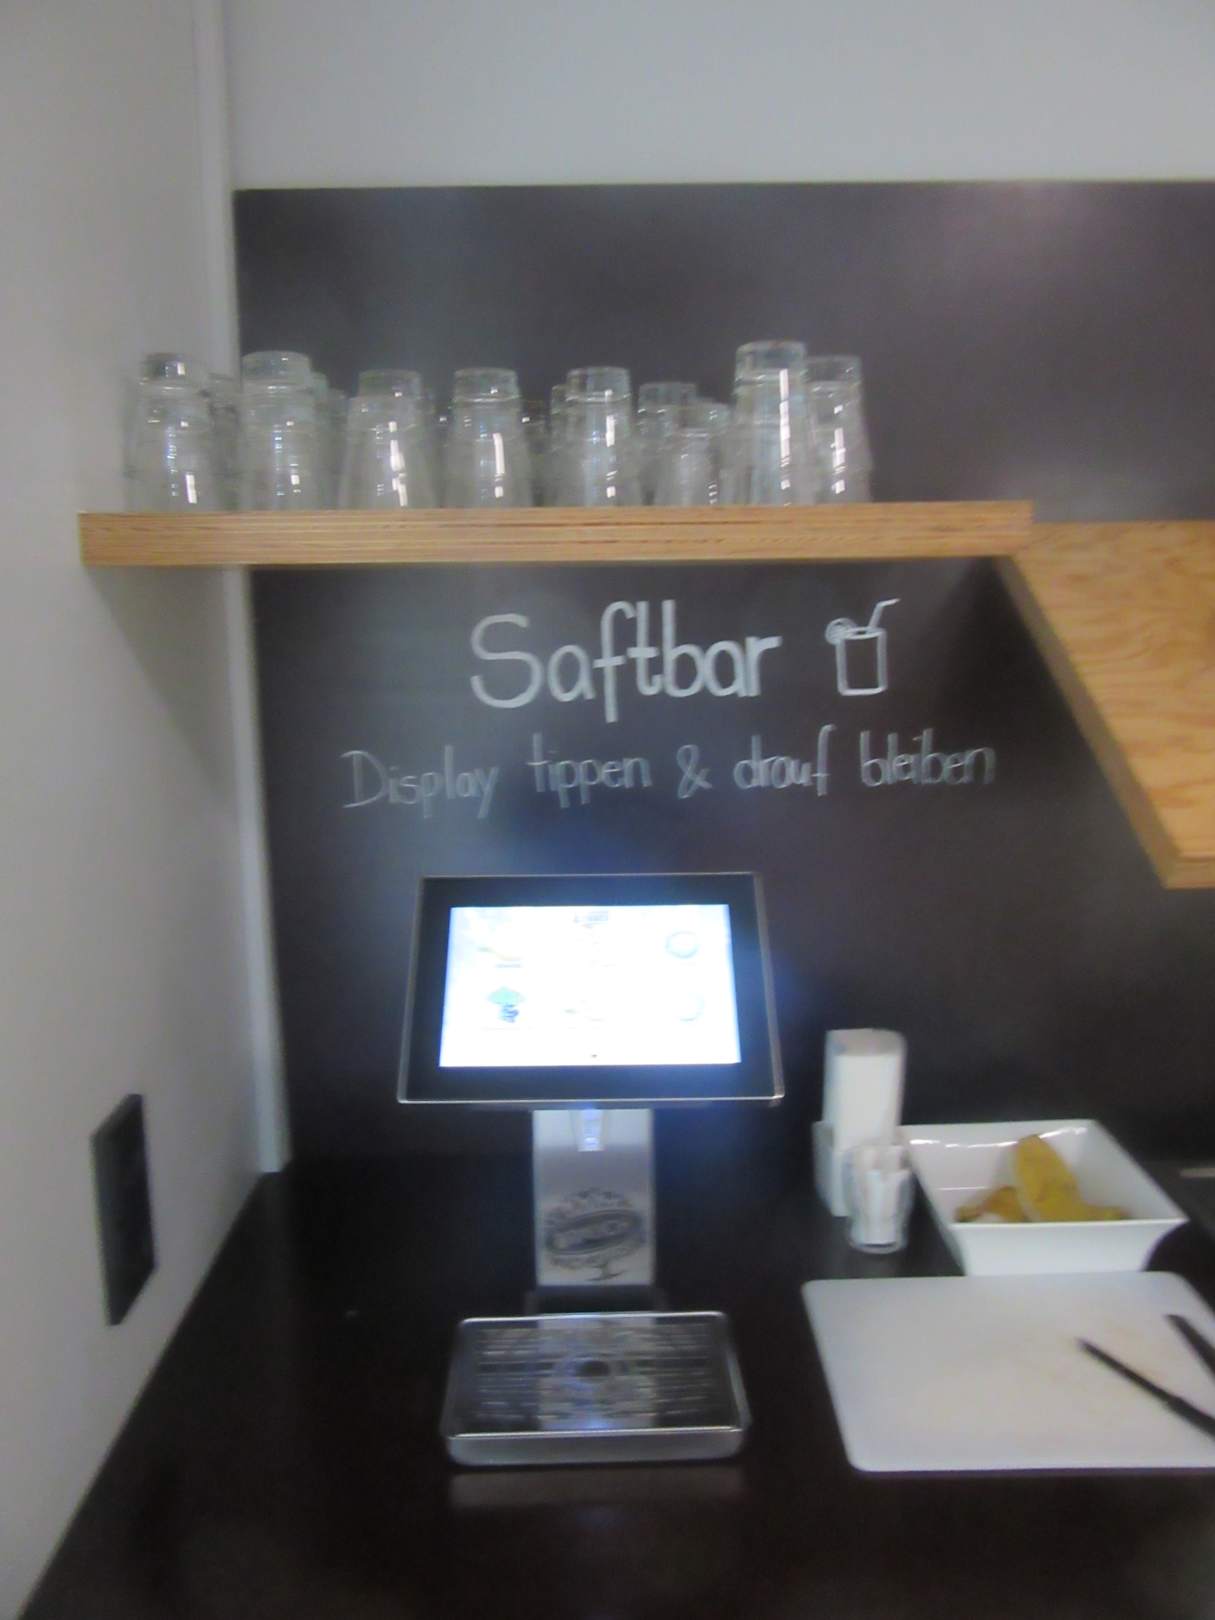 Saftbar
Display tippen & drauf bleiben